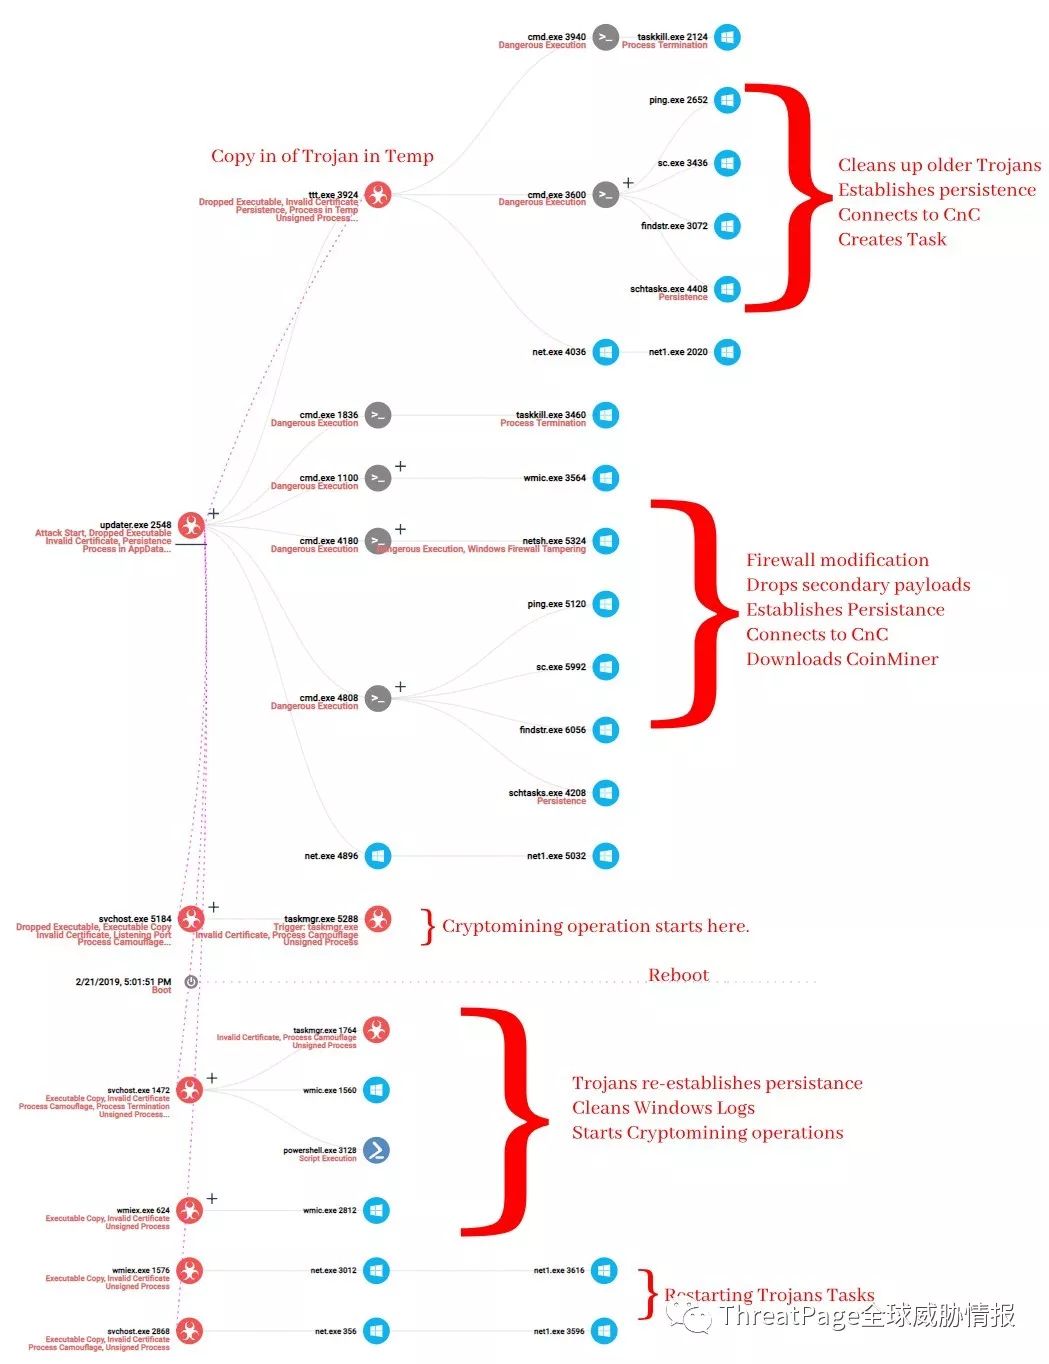 cmd.exe 3940
Dangerous Execution
taskkill.exe 2124
Process Termination
ping.exe 2652
Copy in of Trojan in Temp
sc.exe 3436
Cleans up older Trojans
Establishes persistence
Connects to CnC
Creates Task
ttt.exe 3924
Dropped Executable, Invalid Certificate
Persistence, Process in Temp
Unsigned Process...
cmd.exe 3600
Dangerous Execution
findstr.exe 3072
schtasks.exe 4408
Persistence
net.exe 4036
net1.exe 2020
cmd.exe 1836
Dangerous Execution
taskkill.exe 3460
Process Termination
cmd.exe 1100
Dangerous Execution
wmic.exe 3564
updater.exe 2548
Attack Start, Dropped Executable
Invalid Certificate, Persistence
Process in AppData...
cmd.exe 4180
Dangerous Execution
netsh.exe 5324
Dangerous Execution, Windows Firewall Tampering
Firewall modification
Drops secondary payloads
Establishes Persistance
Connects to CnC
Downloads CoinMiner
ping.exe 5120
sc.exe 5992
cmd.exe 4808
Dangerous Execution
findstr.exe 6056
schtasks.exe 4208
Persistence
net.exe 4896
net1.exe 5032
svchost.exe 5184
Dropped Executable, Executable Copy
Invalid Certificate, Listening Port
Process Camouflage...
taskmgr.exe 5288
Trigger: taskmgr.exe
Invalid Certificate, Process Camouflage
Unsigned Process
Cryptomining operation starts here.
2/21/2019, 5:01:51 PM
Boot
Reboot
taskmgr.exe 1764
Invalid Certificate, Process Camouflage
Unsigned Process
svchost.exe 1472
Executable Copy, Invalid Certificate
Process Camouflage, Process Termination
Unsigned Process...
wmic.exe 1560
Trojans re-establishes persistance
Cleans Windows Logs
Starts Cryptomining operations
powershell.exe 3128
Script Execution
wmiex.exe 624
Executable Copy, Invalid Certificate
Unsigned Process
wmic.exe 2812
wmiex.exe 1576
Executable Copy, Invalid Certificate
Unsigned Process
net.exe 3012
net1.exe 3616
Restarting Trojans Tasks
ThreatPage全球威胁情报
svchost.exe 2868
Executable Copy, Invalid Certificate
Process Camouflage, Unsigned Process
net.exe 356
net1.exe 3596